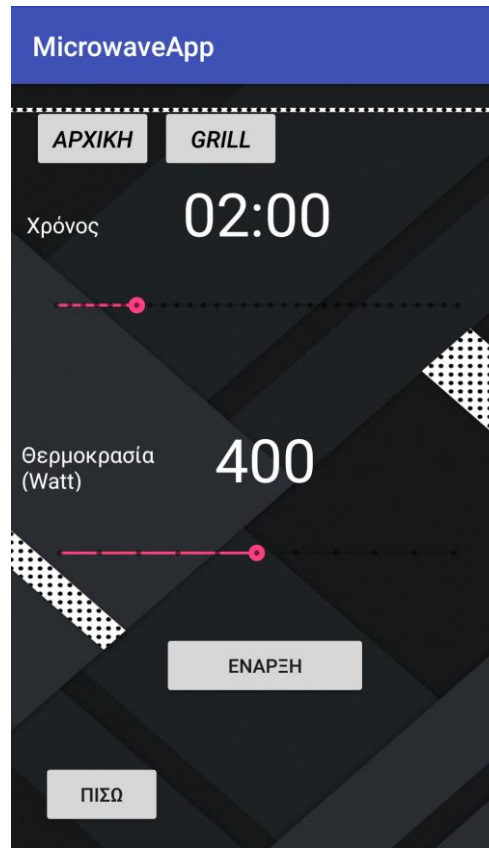 MicrowaveApp
ΑΡΧΙΚΗ GRILL
Χρόνος 02:00
Θερμοκρασία
(Watt) 400
ΕΝΑΡΞΗ
ΠΙΣΩ